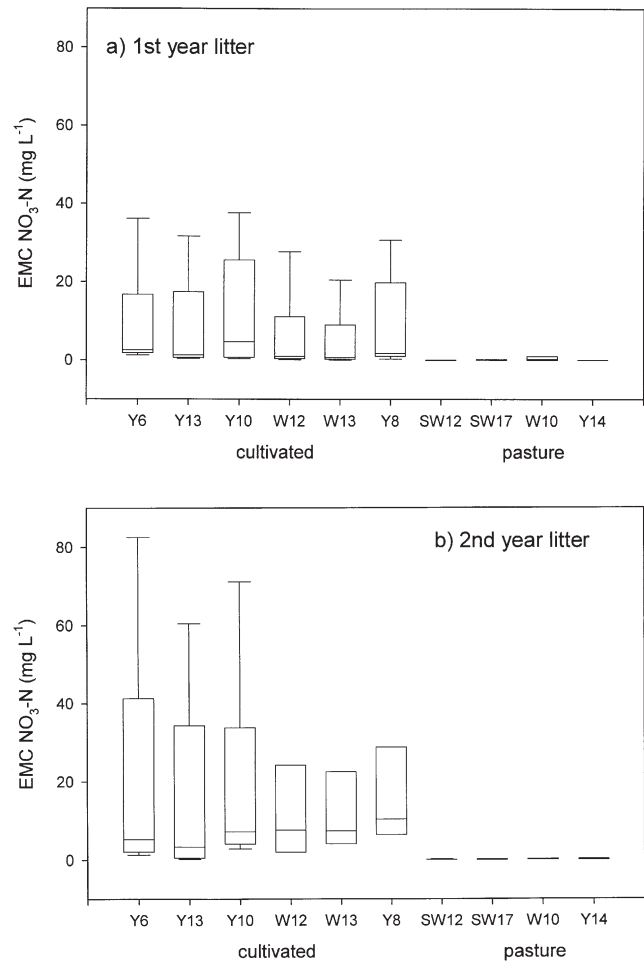 a) 1st year litter
EMC NO₃-N (mg L⁻¹)
80
60
40
20
0
Y6 Y13 Y10 W12 W13 Y8 SW12 SW17 W10 Y14
cultivated pasture
b) 2nd year litter
EMC NO₃-N (mg L⁻¹)
80
60
40
20
0
Y6 Y13 Y10 W12 W13 Y8 SW12 SW17 W10 Y14
cultivated pasture